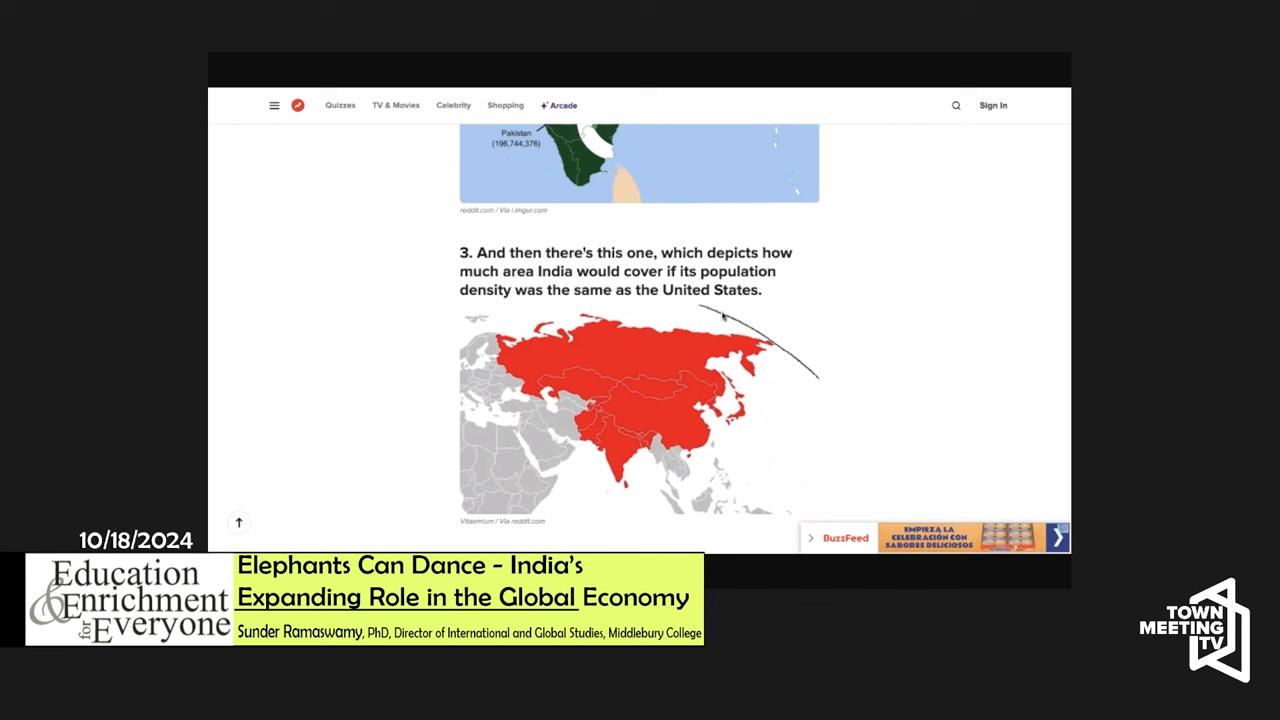 Quizzes TV & Movies Celebrity Shopping Arcade Sign In
Pakistan
(196,744,376)
reddit.com / Via i.imgur.com
3. And then there's this one, which depicts how
much area India would cover if its population
density was the same as the United States.
Vitaemium / Via reddit.com
BuzzFeed
EMPIEZA LA
CELEBRACIÓN CON
SABORES DELICIOSOS
10/18/2024
Education
& Enrichment
for Everyone
Elephants Can Dance - India's
Expanding Role in the Global Economy
Sunder Ramaswamy, PhD, Director of International and Global Studies, Middlebury College
TOWN
MEETING
TV